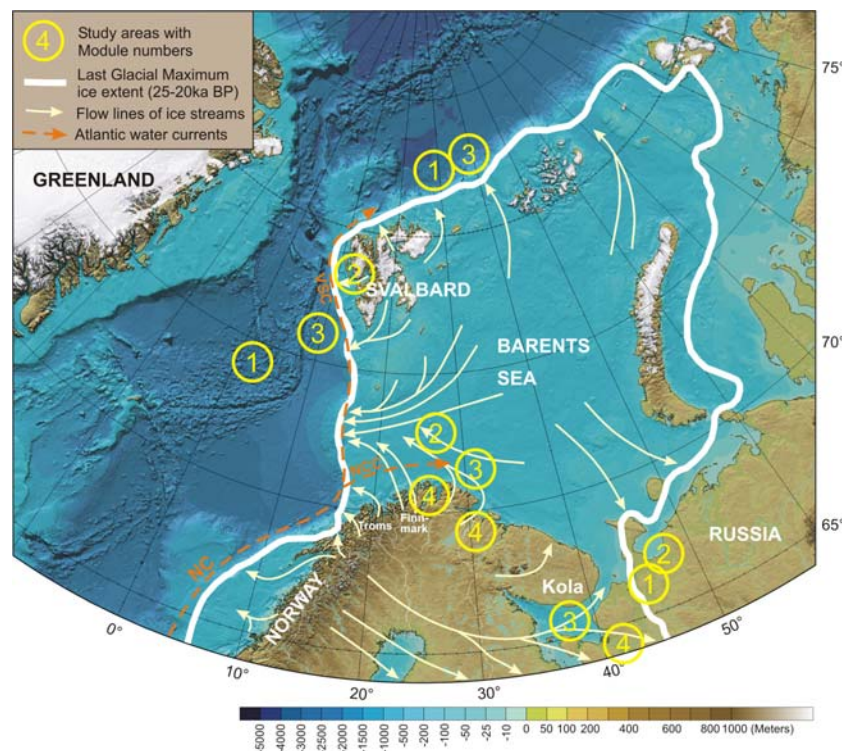 4
Study areas with
Module numbers
Last Glacial Maximum
ice extent (25-20ka BP)
Flow lines of ice streams
Atlantic water currents
75°
GREENLAND
1
3
2
SVALBARD
WSC
3
1
BARENTS
SEA
70°
2
3
NSC
4
Troms
Finn-
mark
4
RUSSIA
65°
2
1
NC
Kola
NORWAY
3
4
0°
10°
20°
30°
40°
50°
-5000
-4000
-3000
-2000
-1000
-500
-200
-100
-50
-25
-10
0
50
100
200
400
600
800
1000 (Meters)